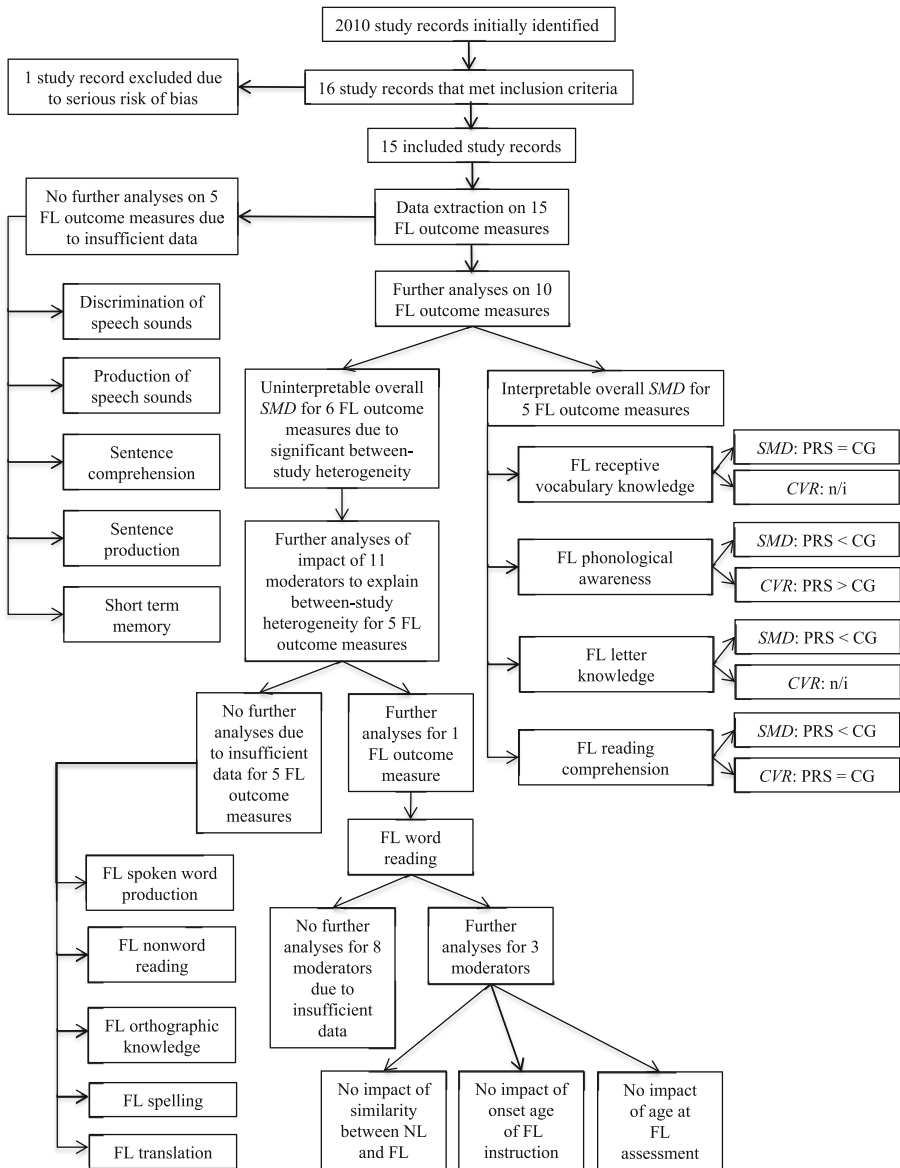 2010 study records initially identified
1 study record excluded due
to serious risk of bias
16 study records that met inclusion criteria
15 included study records
No further analyses on 5
FL outcome measures due
to insufficient data
Data extraction on 15
FL outcome measures
Further analyses on 10
FL outcome measures
Discrimination of
speech sounds
Production of
speech sounds
Sentence
comprehension
Sentence
production
Short term
memory
Uninterpretable overall
SMD for 6 FL outcome
measures due to
significant between-
study heterogeneity
Interpretable overall SMD for
5 FL outcome measures
FL receptive
vocabulary knowledge
SMD: PRS = CG
CVR: n/i
FL phonological
awareness
SMD: PRS < CG
CVR: PRS > CG
FL letter
knowledge
SMD: PRS < CG
CVR: n/i
FL reading
comprehension
SMD: PRS < CG
CVR: PRS = CG
Further analyses of
impact of 11
moderators to explain
between-study
heterogeneity for 5 FL
outcome measures
No further
analyses due
to insufficient
data for 5 FL
outcome
measures
Further
analyses for 1
FL outcome
measure
FL word
reading
FL spoken word
production
FL nonword
reading
FL orthographic
knowledge
FL spelling
FL translation
No further
analyses for 8
moderators
due to
insufficient
data
Further
analyses for 3
moderators
No impact of
similarity
between NL
and FL
No impact of
onset age
of FL
instruction
No impact
of age at
FL
assessment